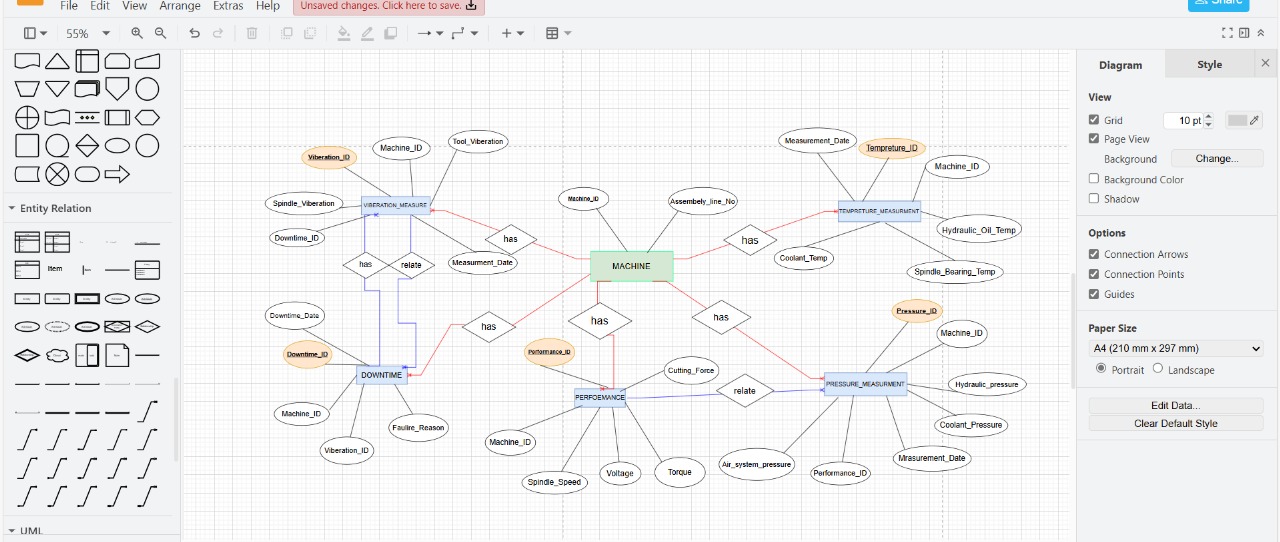 File Edit View Arrange Extras Help Unsaved changes. Click here to save. Share
55%
Entity Relation
Item
UML
Viberation_ID
Machine_ID
Tool_Viberation
Spindle_Viberation
VIBERATION_MEASURE
Downtime_ID
Measurment_Date
has
has
relate
Machine_ID
Assembely_line_No
MACHINE
has
has
has
has
Measurement_Date
Tempreture_ID
Machine_ID
TEMPRETURE_MEASURMENT
Hydraulic_Oil_Temp
Coolant_Temp
Spindle_Bearing_Temp
Downtime_Date
Downtime_ID
DOWNTIME
Machine_ID
Viberation_ID
Faulire_Reason
Performance_ID
Cutting_Force
PERFOEMANCE
Machine_ID
Spindle_Speed
Voltage
Torque
relate
Pressure_ID
Machine_ID
PRESSURE_MEASURMENT
Hydraulic_pressure
Coolant_Pressure
Mrasurement_Date
Performance_ID
Air_system_pressure
Diagram Style
View
Grid 10 pt
Page View
Background Change...
Background Color
Shadow
Options
Connection Arrows
Connection Points
Guides
Paper Size
A4 (210 mm x 297 mm)
Portrait Landscape
Edit Data...
Clear Default Style